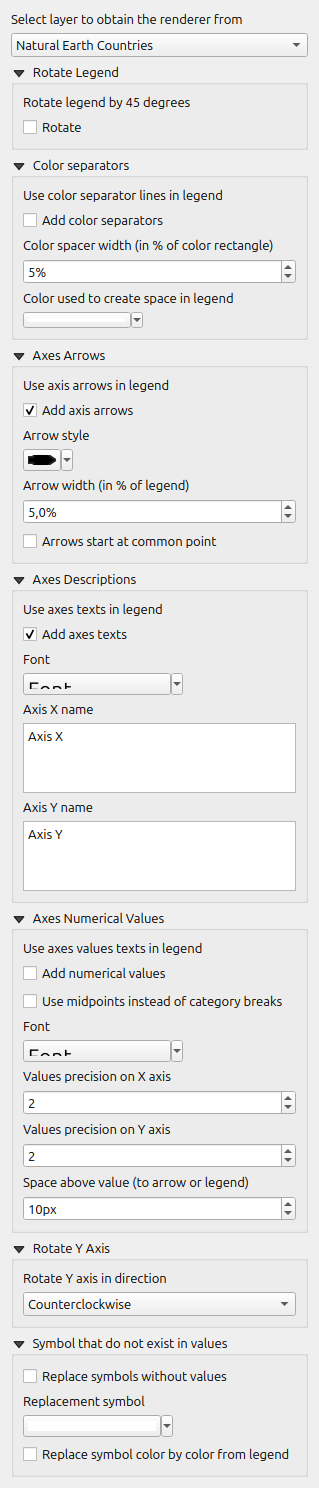 Select layer to obtain the renderer from
Natural Earth Countries
Rotate Legend
Rotate legend by 45 degrees
Rotate
Color separators
Use color separator lines in legend
Add color separators
Color spacer width (in % of color rectangle)
5%
Color used to create space in legend
Axes Arrows
Use axis arrows in legend
Add axis arrows
Arrow style
Arrow width (in % of legend)
5,0%
Arrows start at common point
Axes Descriptions
Use axes texts in legend
Add axes texts
Font
Font
Axis X name
Axis X
Axis Y name
Axis Y
Axes Numerical Values
Use axes values texts in legend
Add numerical values
Use midpoints instead of category breaks
Font
Font
Values precision on X axis
2
Values precision on Y axis
2
Space above value (to arrow or legend)
10px
Rotate Y Axis
Rotate Y axis in direction
Counterclockwise
Symbol that do not exist in values
Replace symbols without values
Replacement symbol
Replace symbol color by color from legend